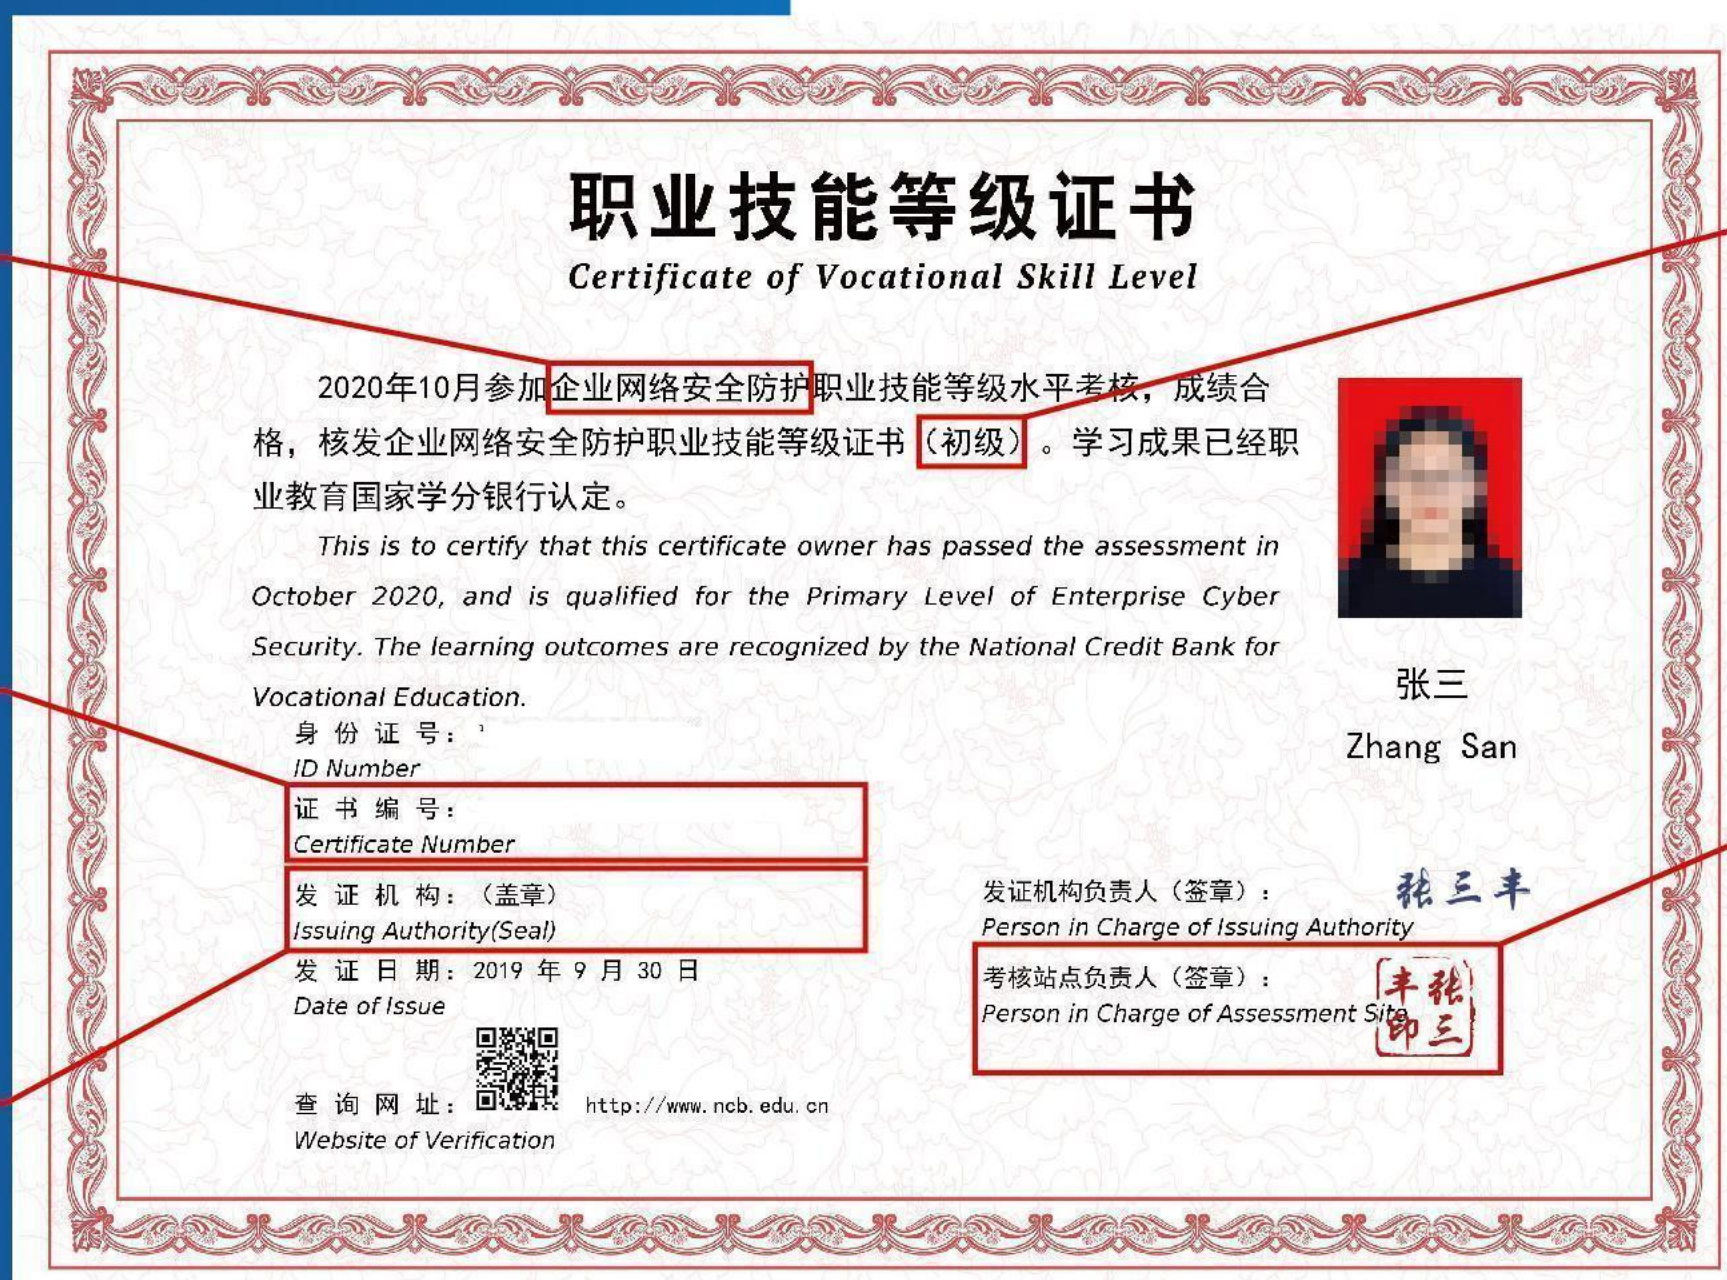 职业技能等级证书
Certificate of Vocational Skill Level
2020年10月参加企业网络安全防护职业技能等级水平考核，成绩合
格，核发企业网络安全防护职业技能等级证书（初级）。学习成果已经职
业教育国家学分银行认定。
This is to certify that this certificate owner has passed the assessment in
October 2020, and is qualified for the Primary Level of Enterprise Cyber
Security. The learning outcomes are recognized by the National Credit Bank for
Vocational Education.
张三
Zhang San
身份证号：
ID Number
证书编号：
Certificate Number
发证机构：（盖章）
Issuing Authority(Seal)
发证日期：2019年9月30日
Date of Issue
查询网址： http://www.ncb.edu.cn
Website of Verification
发证机构负责人（签章）： 张三丰
Person in Charge of Issuing Authority
考核站点负责人（签章）：
Person in Charge of Assessment Site
张三丰印